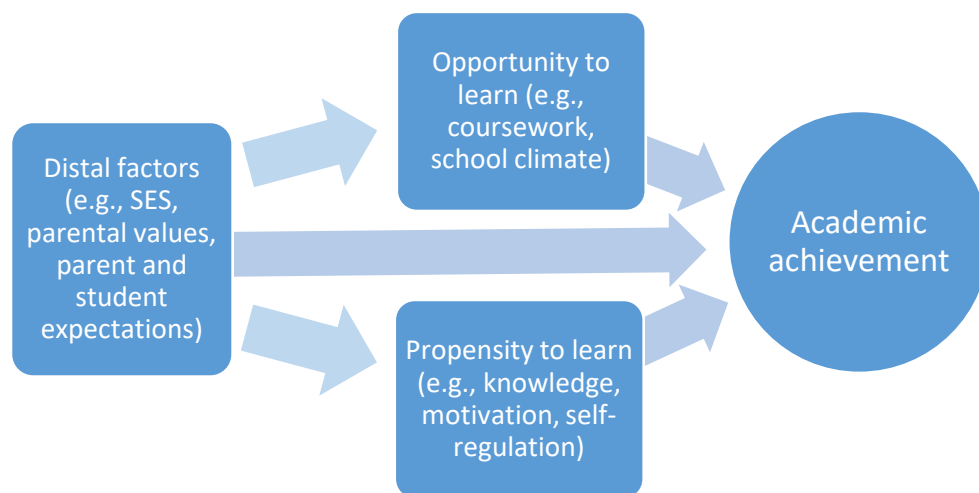 Distal factors
(e.g., SES,
parental values,
parent and
student
expectations)
Opportunity to
learn (e.g.,
coursework,
school climate)
Propensity to learn
(e.g., knowledge,
motivation, self-
regulation)
Academic
achievement